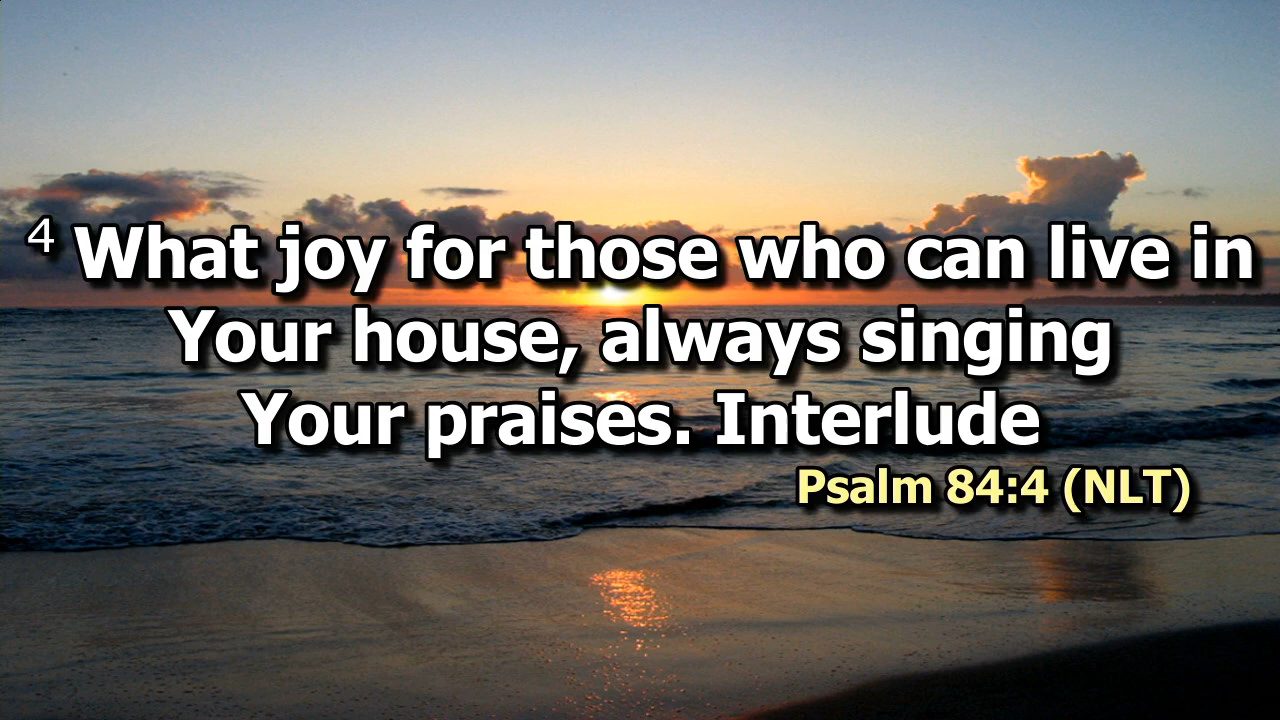 4 What joy for those who can live in
Your house, always singing
Your praises. Interlude
Psalm 84:4 (NLT)